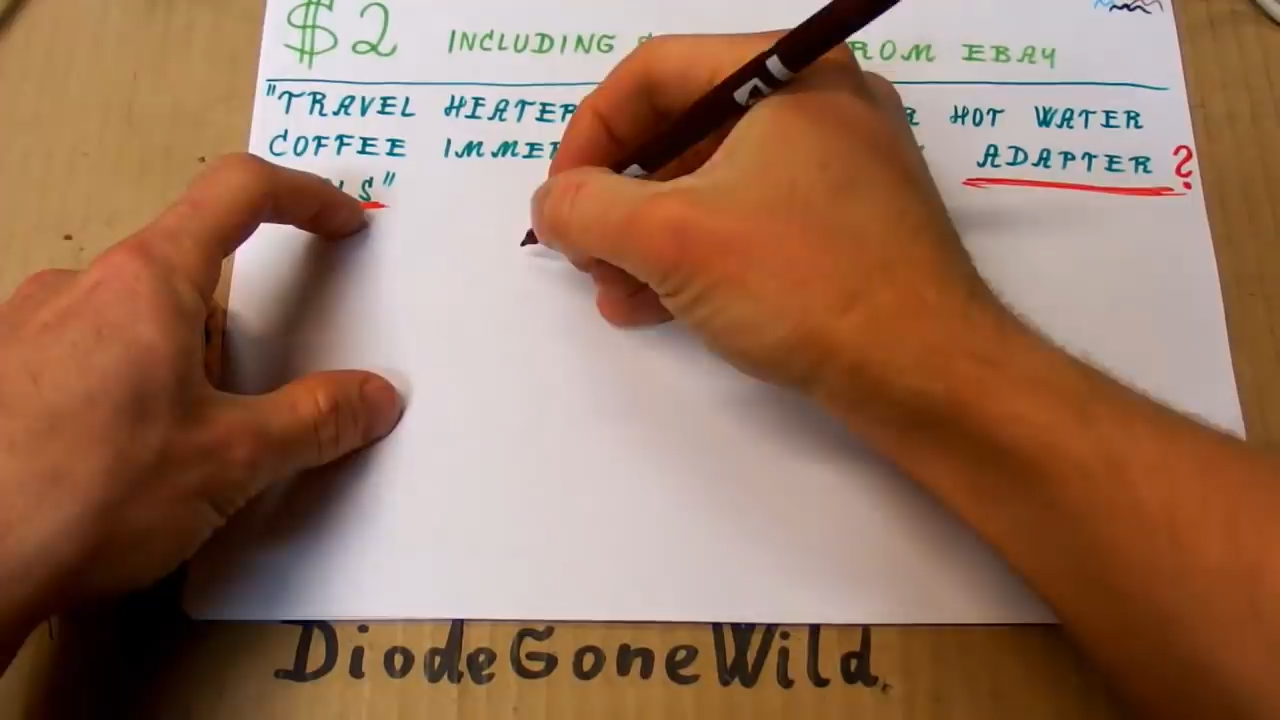 $2 INCLUDING FROM EBAY
"TRAVEL HEATER HOT WATER
COFFEE ADAPTER ?
DiodeGoneWild